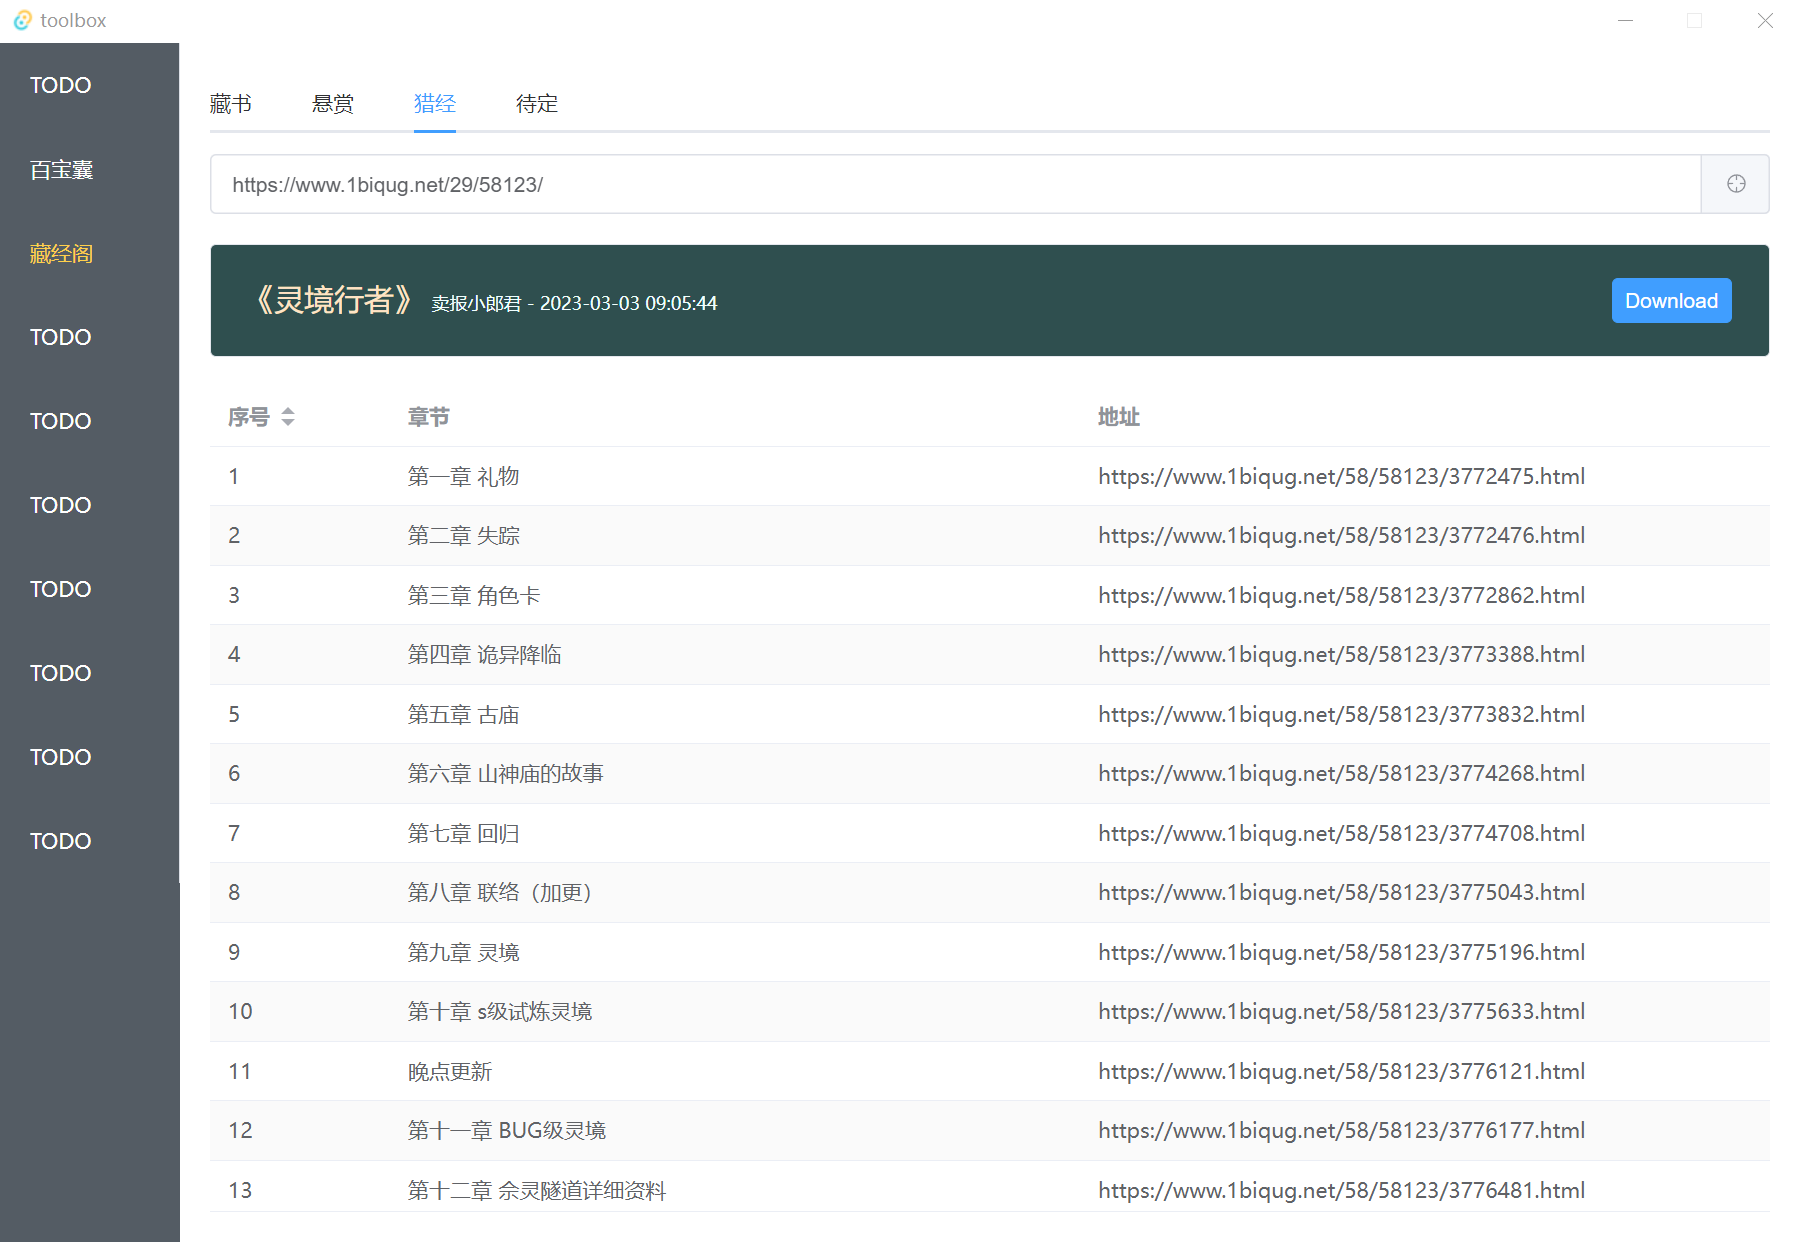 toolbox
TODO
百宝囊
藏经阁
TODO
TODO
TODO
TODO
TODO
TODO
TODO
藏书 悬赏 猎经 待定
https://www.1biqug.net/29/58123/
《灵境行者》 卖报小郎君 - 2023-03-03 09:05:44 Download
序号 章节 地址
1 第一章 礼物 https://www.1biqug.net/58/58123/3772475.html
2 第二章 失踪 https://www.1biqug.net/58/58123/3772476.html
3 第三章 角色卡 https://www.1biqug.net/58/58123/3772862.html
4 第四章 诡异降临 https://www.1biqug.net/58/58123/3773388.html
5 第五章 古庙 https://www.1biqug.net/58/58123/3773832.html
6 第六章 山神庙的故事 https://www.1biqug.net/58/58123/3774268.html
7 第七章 回归 https://www.1biqug.net/58/58123/3774708.html
8 第八章 联络（加更） https://www.1biqug.net/58/58123/3775043.html
9 第九章 灵境 https://www.1biqug.net/58/58123/3775196.html
10 第十章 s级试炼灵境 https://www.1biqug.net/58/58123/3775633.html
11 晚点更新 https://www.1biqug.net/58/58123/3776121.html
12 第十一章 BUG级灵境 https://www.1biqug.net/58/58123/3776177.html
13 第十二章 佘灵隧道详细资料 https://www.1biqug.net/58/58123/3776481.html